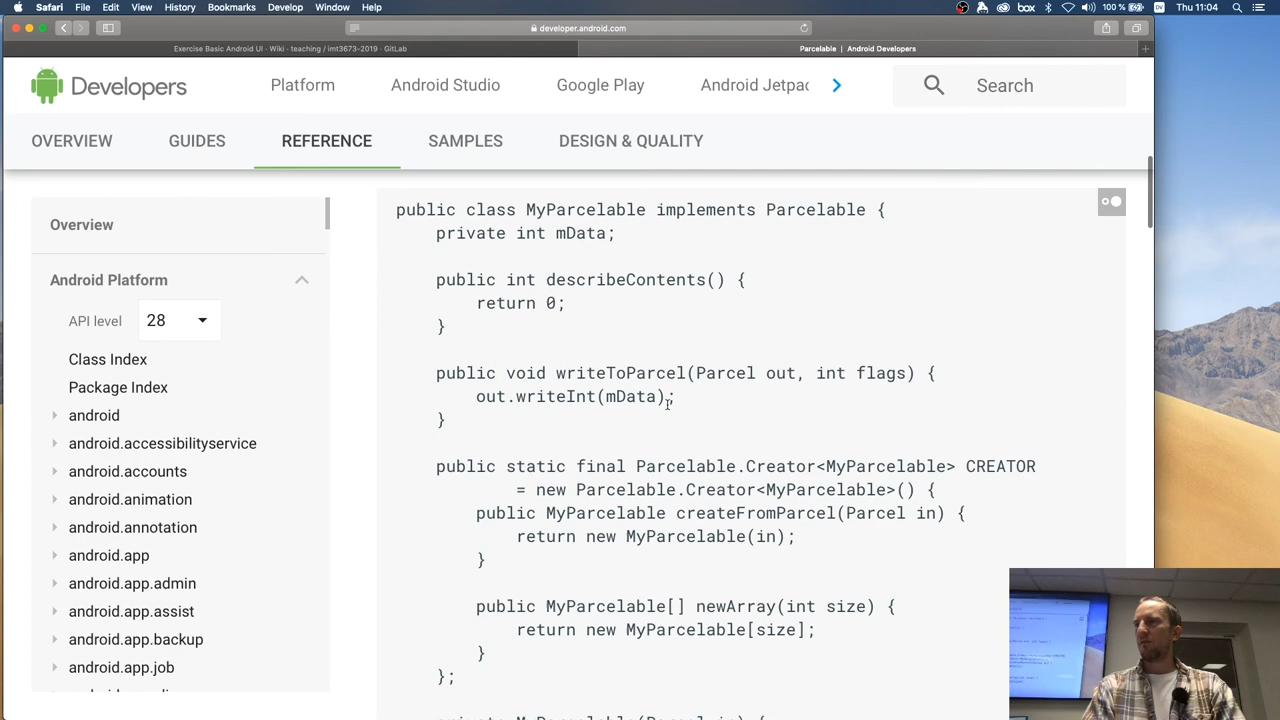 Safari File Edit View History Bookmarks Develop Window Help box 100 % Thu 11:04
developer.android.com
Exercise Basic Android UI · Wiki · teaching / imt3673-2019 · GitLab
Parcelable | Android Developers
Developers Platform Android Studio Google Play Android Jetpac Search
OVERVIEW GUIDES REFERENCE SAMPLES DESIGN & QUALITY
Overview
Android Platform
API level 28
Class Index
Package Index
android
android.accessibilityservice
android.accounts
android.animation
android.annotation
android.app
android.app.admin
android.app.assist
android.app.backup
android.app.job
public class MyParcelable implements Parcelable {
private int mData;
public int describeContents() {
return 0;
}
public void writeToParcel(Parcel out, int flags) {
out.writeInt(mData);
}
public static final Parcelable.Creator<MyParcelable> CREATOR
= new Parcelable.Creator<MyParcelable>() {
public MyParcelable createFromParcel(Parcel in) {
return new MyParcelable(in);
}
public MyParcelable[] newArray(int size) {
return new MyParcelable[size];
}
};